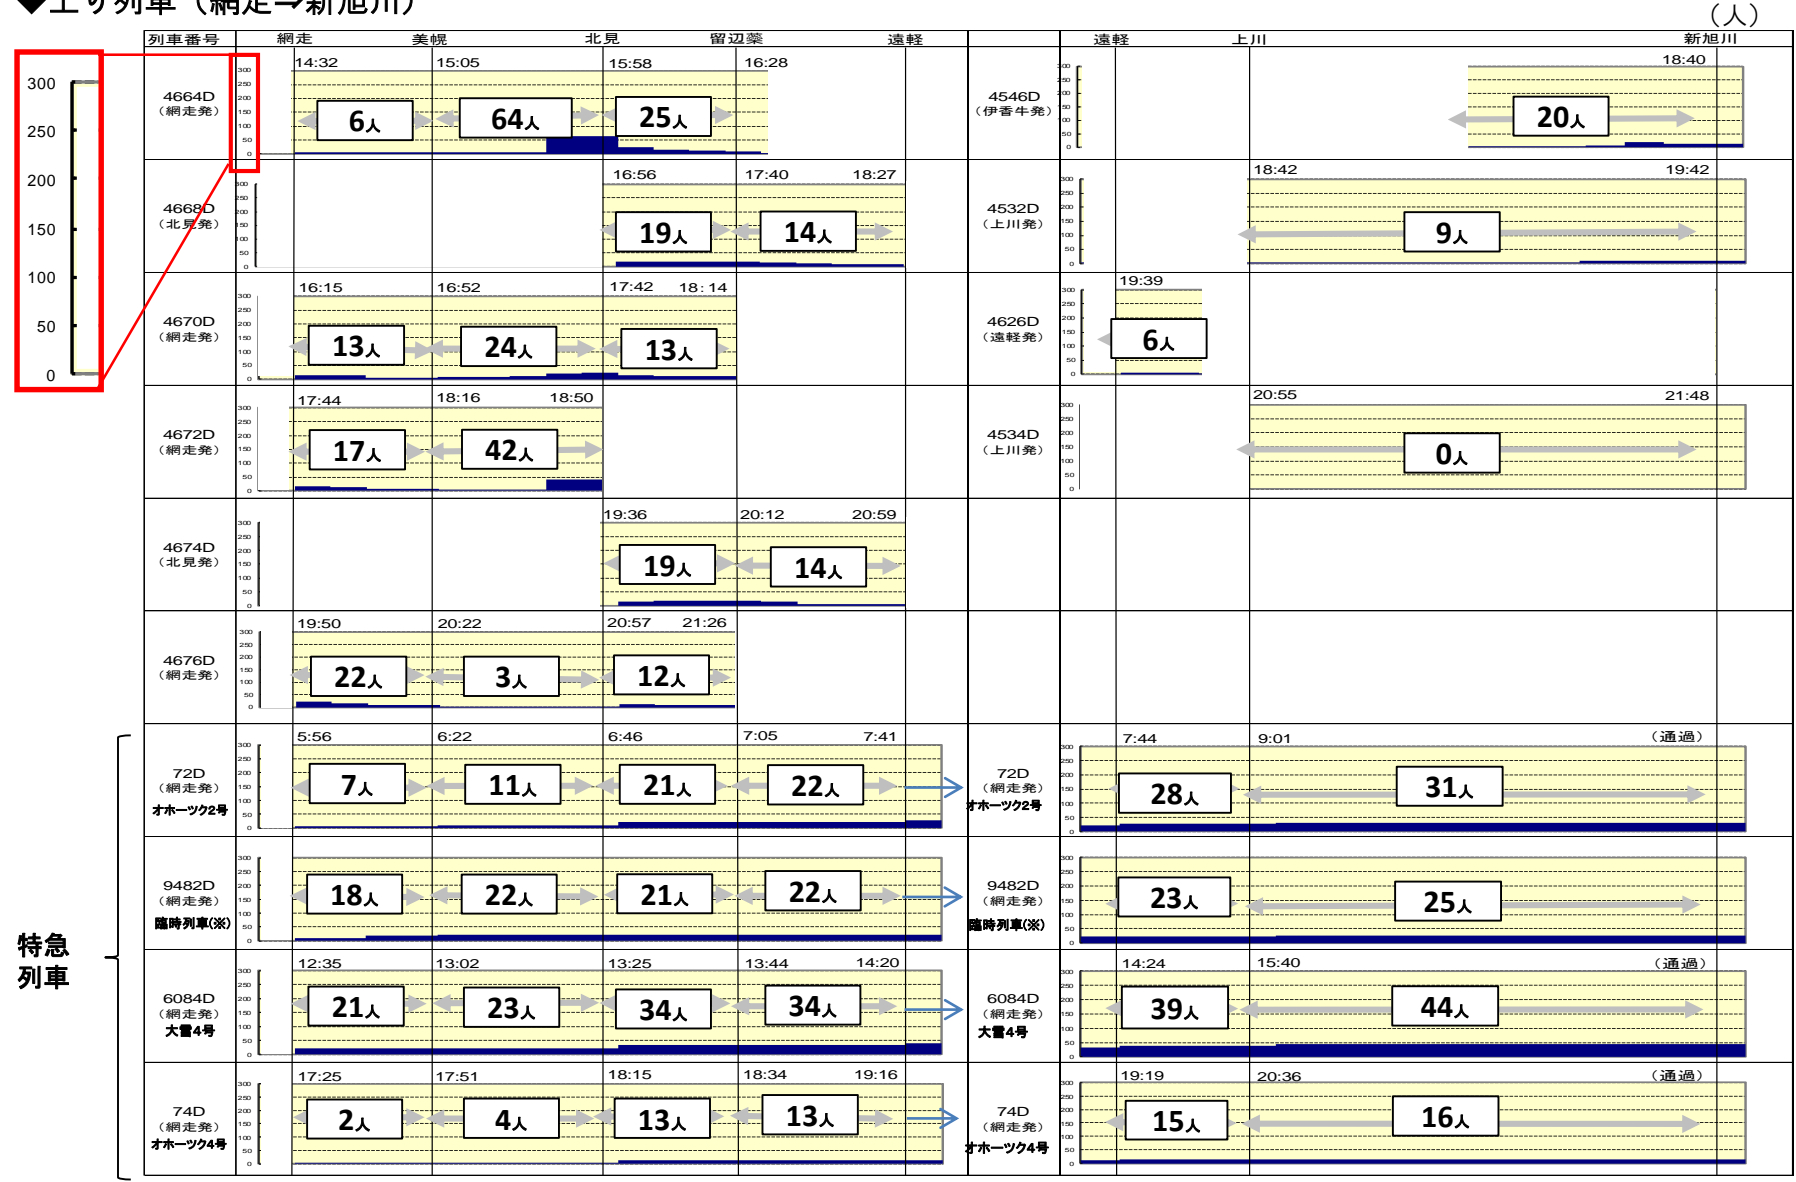 ◆上り列車（網走⇒新旭川）
（人）
列車番号 網走 美幌 北見 留辺蘂 遠軽 遠軽 上川 新旭川
300
250
200
150
100
50
0
4664D
（網走発）
14:32 15:05 15:58 16:28
6人 64人 25人
4546D
（伊香牛発）
18:40
20人
4668D
（北見発）
16:56 17:40 18:27
19人 14人
4532D
（上川発）
18:42 19:42
9人
4670D
（網走発）
16:15 16:52 17:42 18:14
13人 24人 13人
4626D
（遠軽発）
19:39
6人
4672D
（網走発）
17:44 18:16 18:50
17人 42人
4534D
（上川発）
20:55 21:48
0人
4674D
（北見発）
19:36 20:12 20:59
19人 14人
4676D
（網走発）
19:50 20:22 20:57 21:26
22人 3人 12人
特急
列車
72D
（網走発）
オホーツク2号
5:56 6:22 6:46 7:05 7:41
7人 11人 21人 22人
72D
（網走発）
オホーツク2号
7:44 9:01 （通過）
28人 31人
9482D
（網走発）
臨時列車(※)
18人 22人 21人 22人
9482D
（網走発）
臨時列車(※)
23人 25人
6084D
（網走発）
大雪4号
12:35 13:02 13:25 13:44 14:20
21人 23人 34人 34人
6084D
（網走発）
大雪4号
14:24 15:40 （通過）
39人 44人
74D
（網走発）
オホーツク4号
17:25 17:51 18:15 18:34 19:16
2人 4人 13人 13人
74D
（網走発）
オホーツク4号
19:19 20:36 （通過）
15人 16人